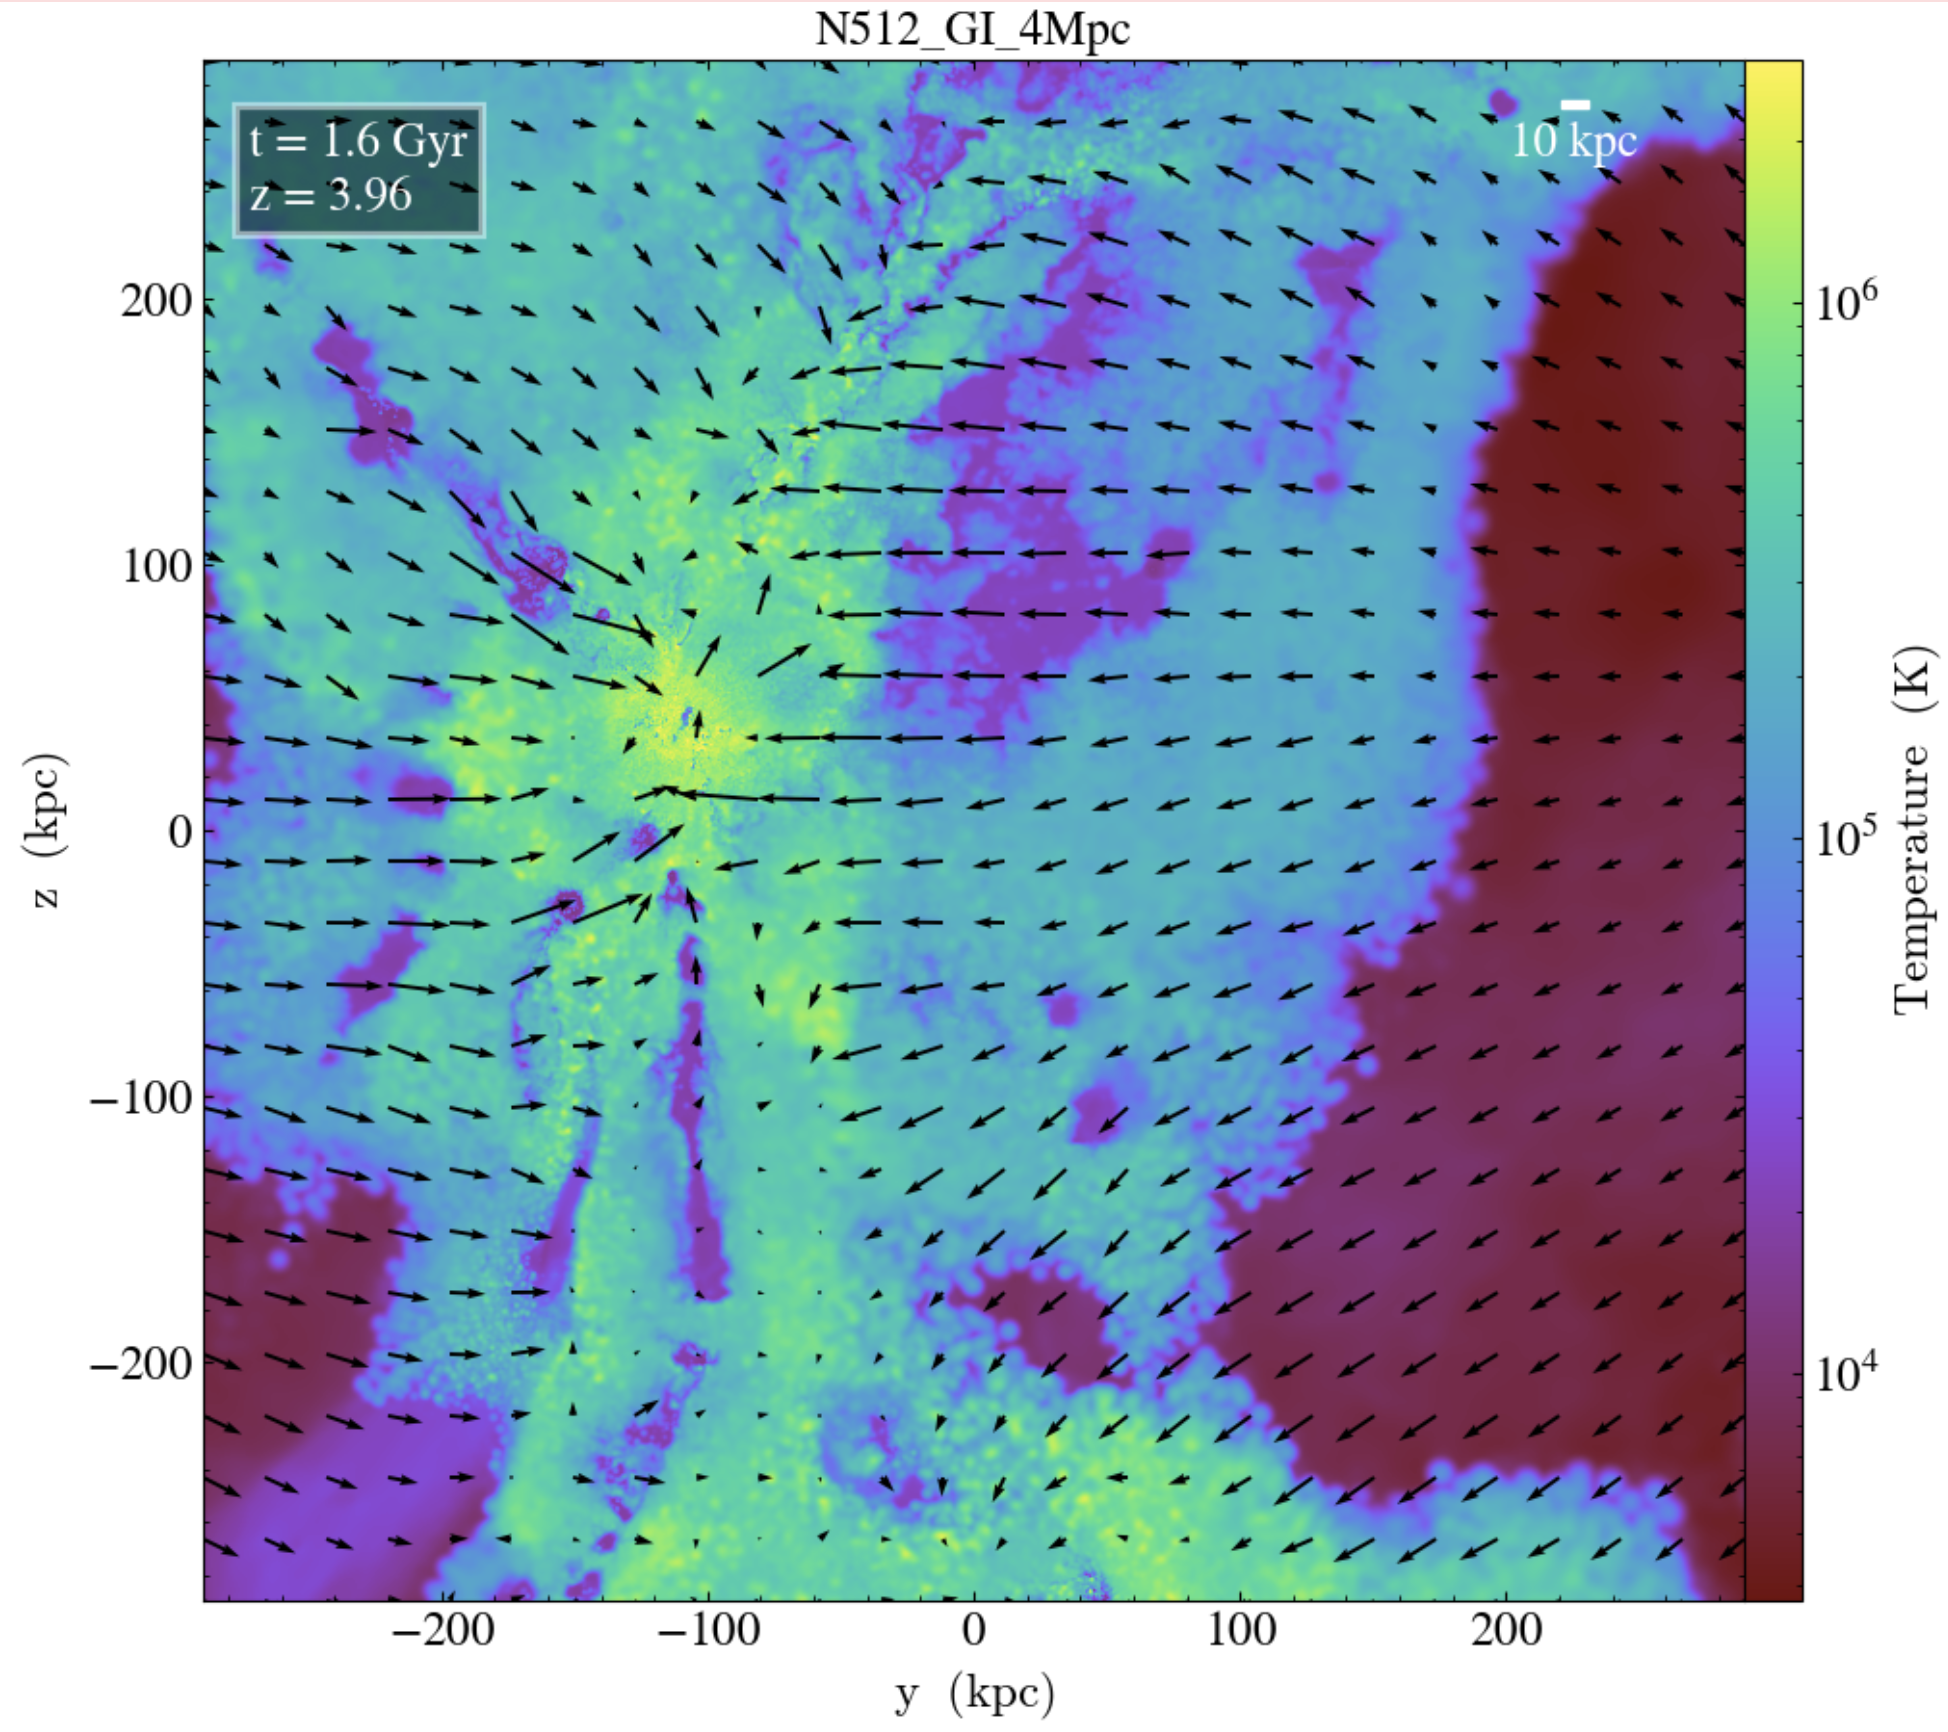 N512_GI_4Mpc
t = 1.6 Gyr
z = 3.96
10 kpc
200
100
0
−100
−200
z (kpc)
−200
−100
0
100
200
y (kpc)
10^6
10^5
10^4
Temperature (K)